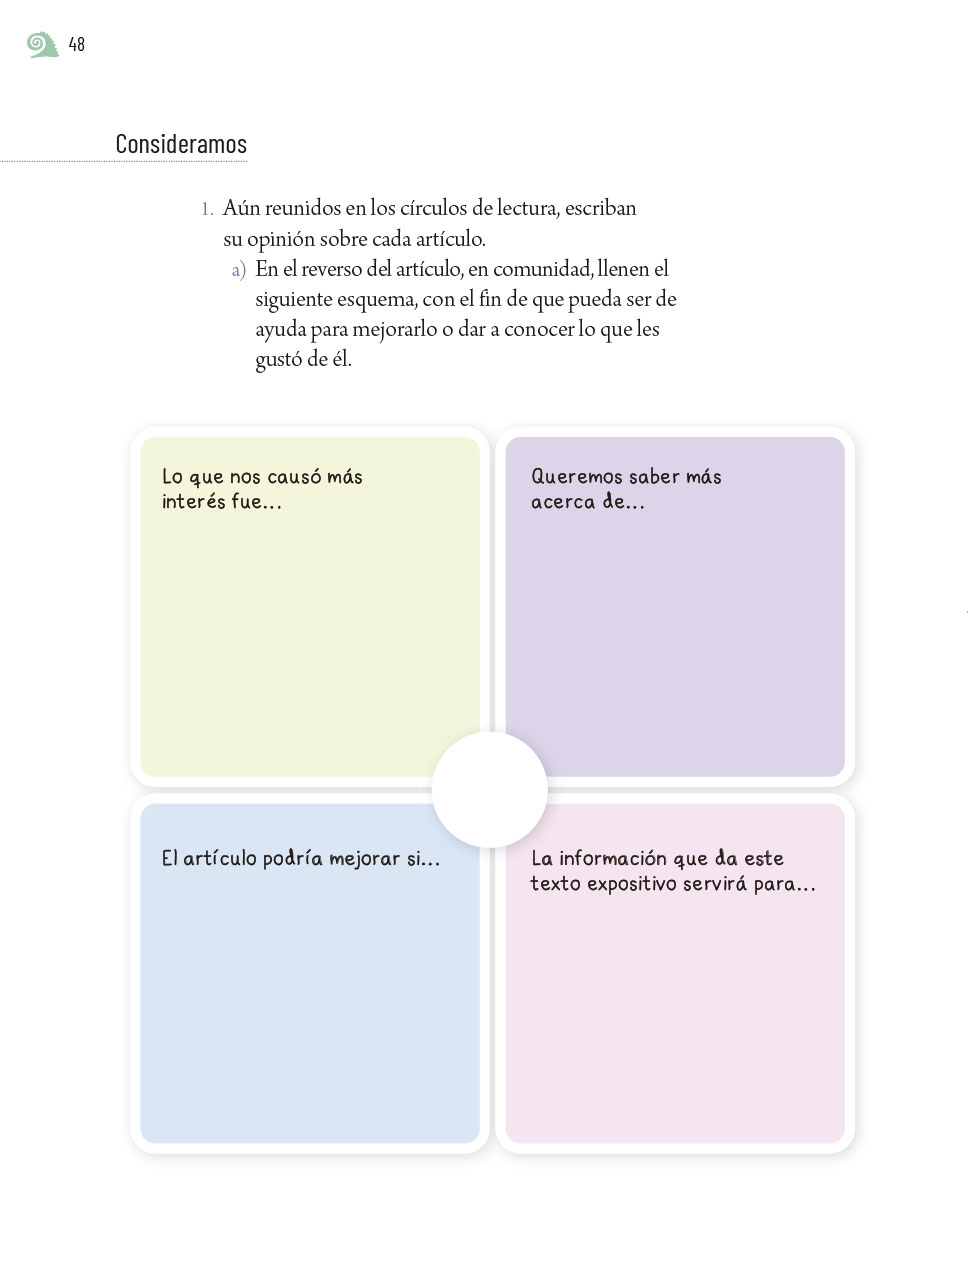 48
Consideramos
1. Aún reunidos en los círculos de lectura, escriban
su opinión sobre cada artículo.
a) En el reverso del artículo, en comunidad, llenen el
siguiente esquema, con el fin de que pueda ser de
ayuda para mejorarlo o dar a conocer lo que les
gustó de él.
Lo que nos causó más
interés fue...
Queremos saber más
acerca de...
El artículo podría mejorar si...
La información que da este
texto expositivo servirá para...